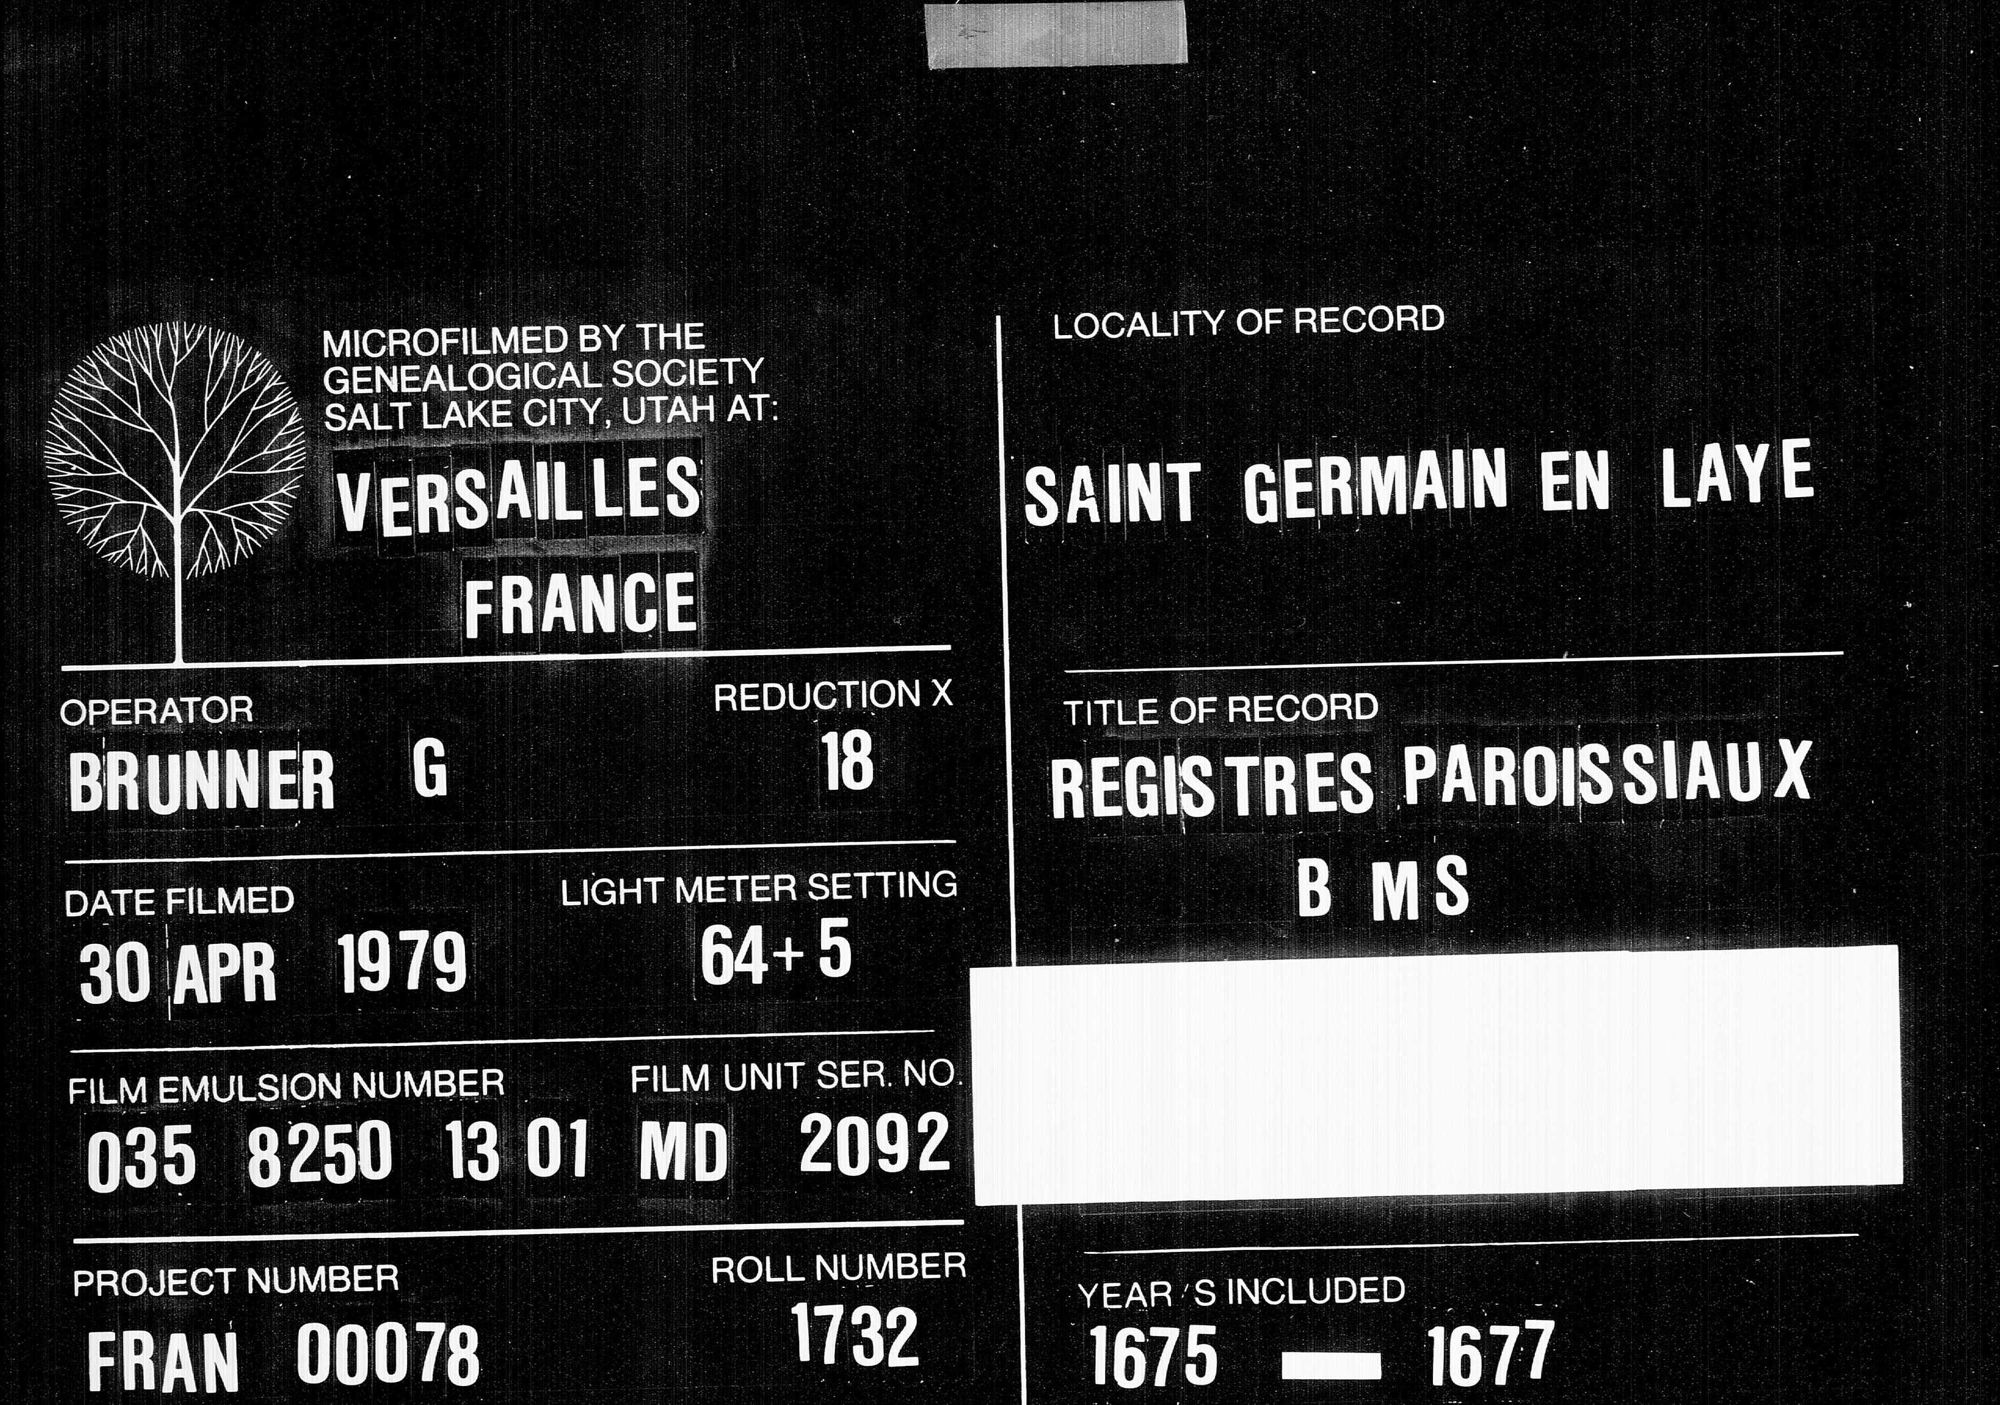 MICROFILMED BY THE
GENEALOGICAL SOCIETY
SALT LAKE CITY, UTAH AT:
VERSAILLES
FRANCE
OPERATOR
REDUCTION X
BRUNNER G
18
DATE FILMED
LIGHT METER SETTING
30 APR 1979
64+5
FILM EMULSION NUMBER
FILM UNIT SER. NO.
035 8250 13 01
MD 2092
PROJECT NUMBER
ROLL NUMBER
FRAN 00078
1732
LOCALITY OF RECORD
SAINT GERMAIN EN LAYE
TITLE OF RECORD
REGISTRES PAROISSIAUX
B MS
YEAR'S INCLUDED
1675 — 1677